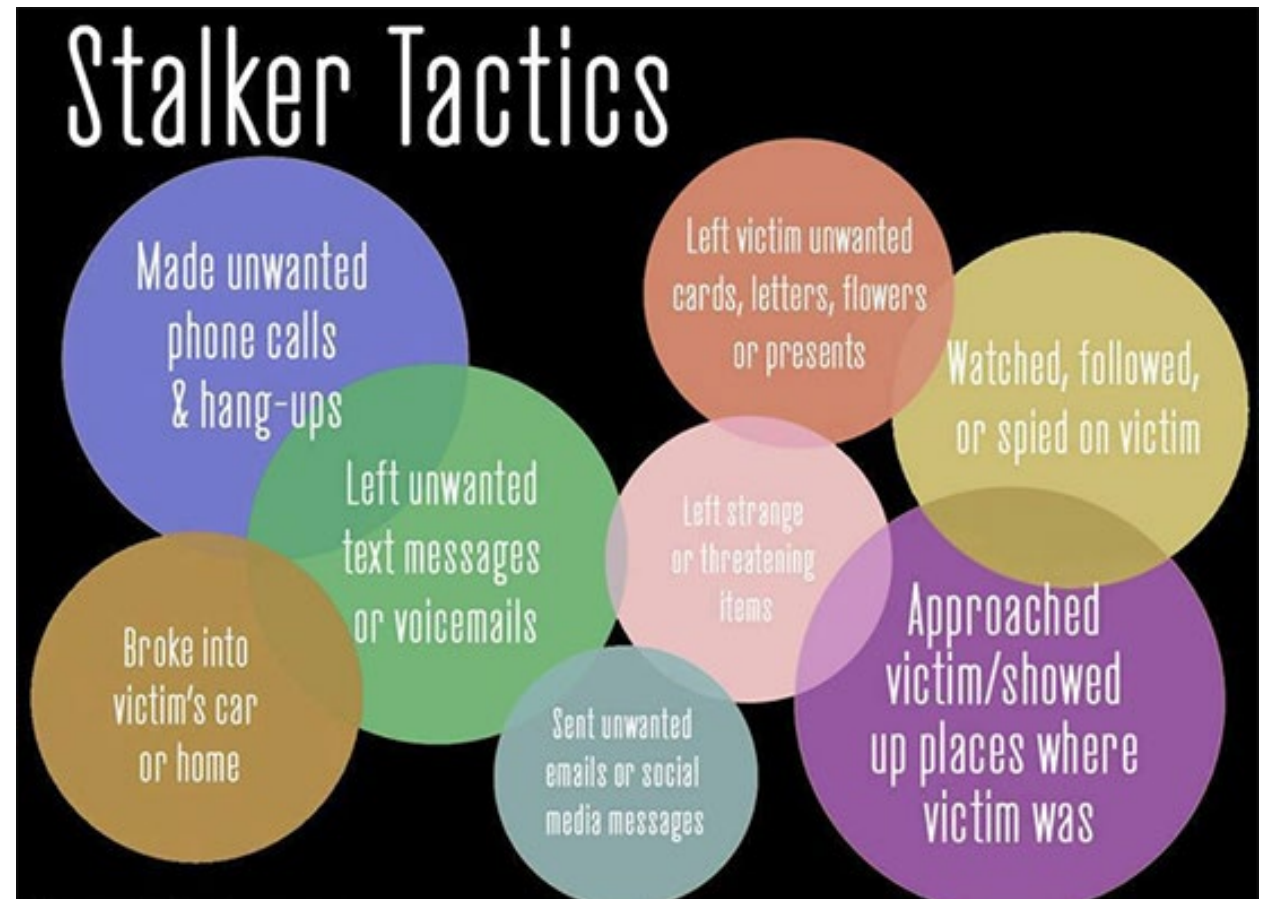 Stalker Tactics
Made unwanted
phone calls
& hang-ups
Left victim unwanted
cards, letters, flowers
or presents
Watched, followed,
or spied on victim
Left unwanted
text messages
or voicemails
Left strange
or threatening
items
Broke into
victim's car
or home
Sent unwanted
emails or social
media messages
Approached
victim/showed
up places where
victim was